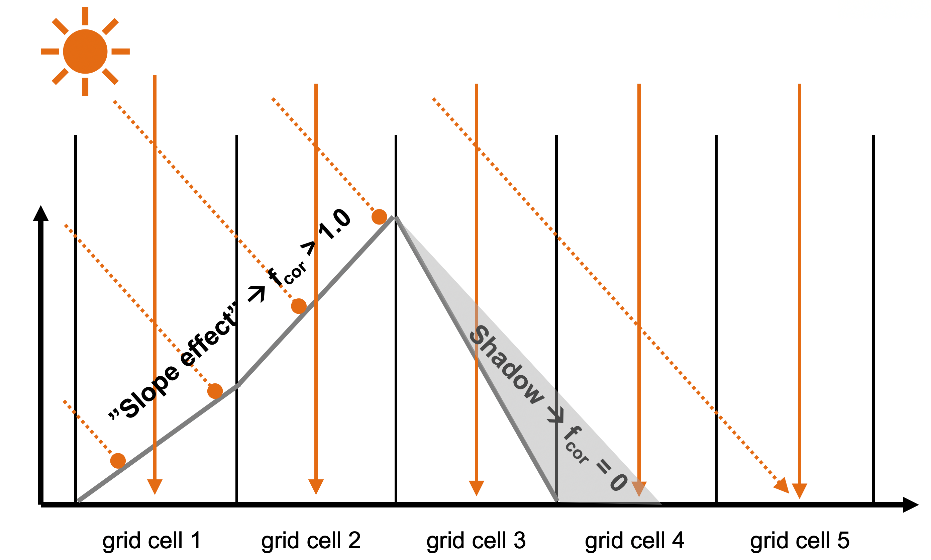 ”Slope effect” → fcor > 1.0
Shadow → fcor = 0
grid cell 1
grid cell 2
grid cell 3
grid cell 4
grid cell 5